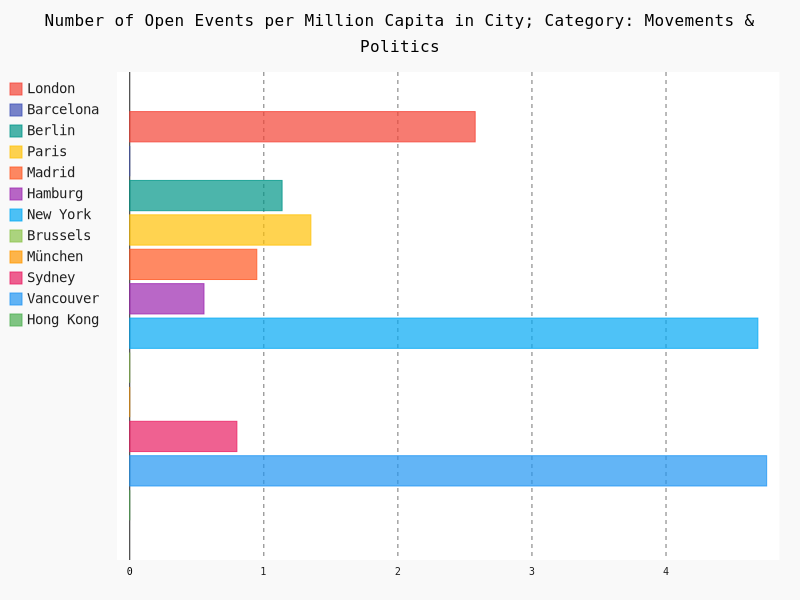 Number of Open Events per Million Capita in City; Category: Movements &
Politics
London
Barcelona
Berlin
Paris
Madrid
Hamburg
New York
Brussels
München
Sydney
Vancouver
Hong Kong
0 1 2 3 4